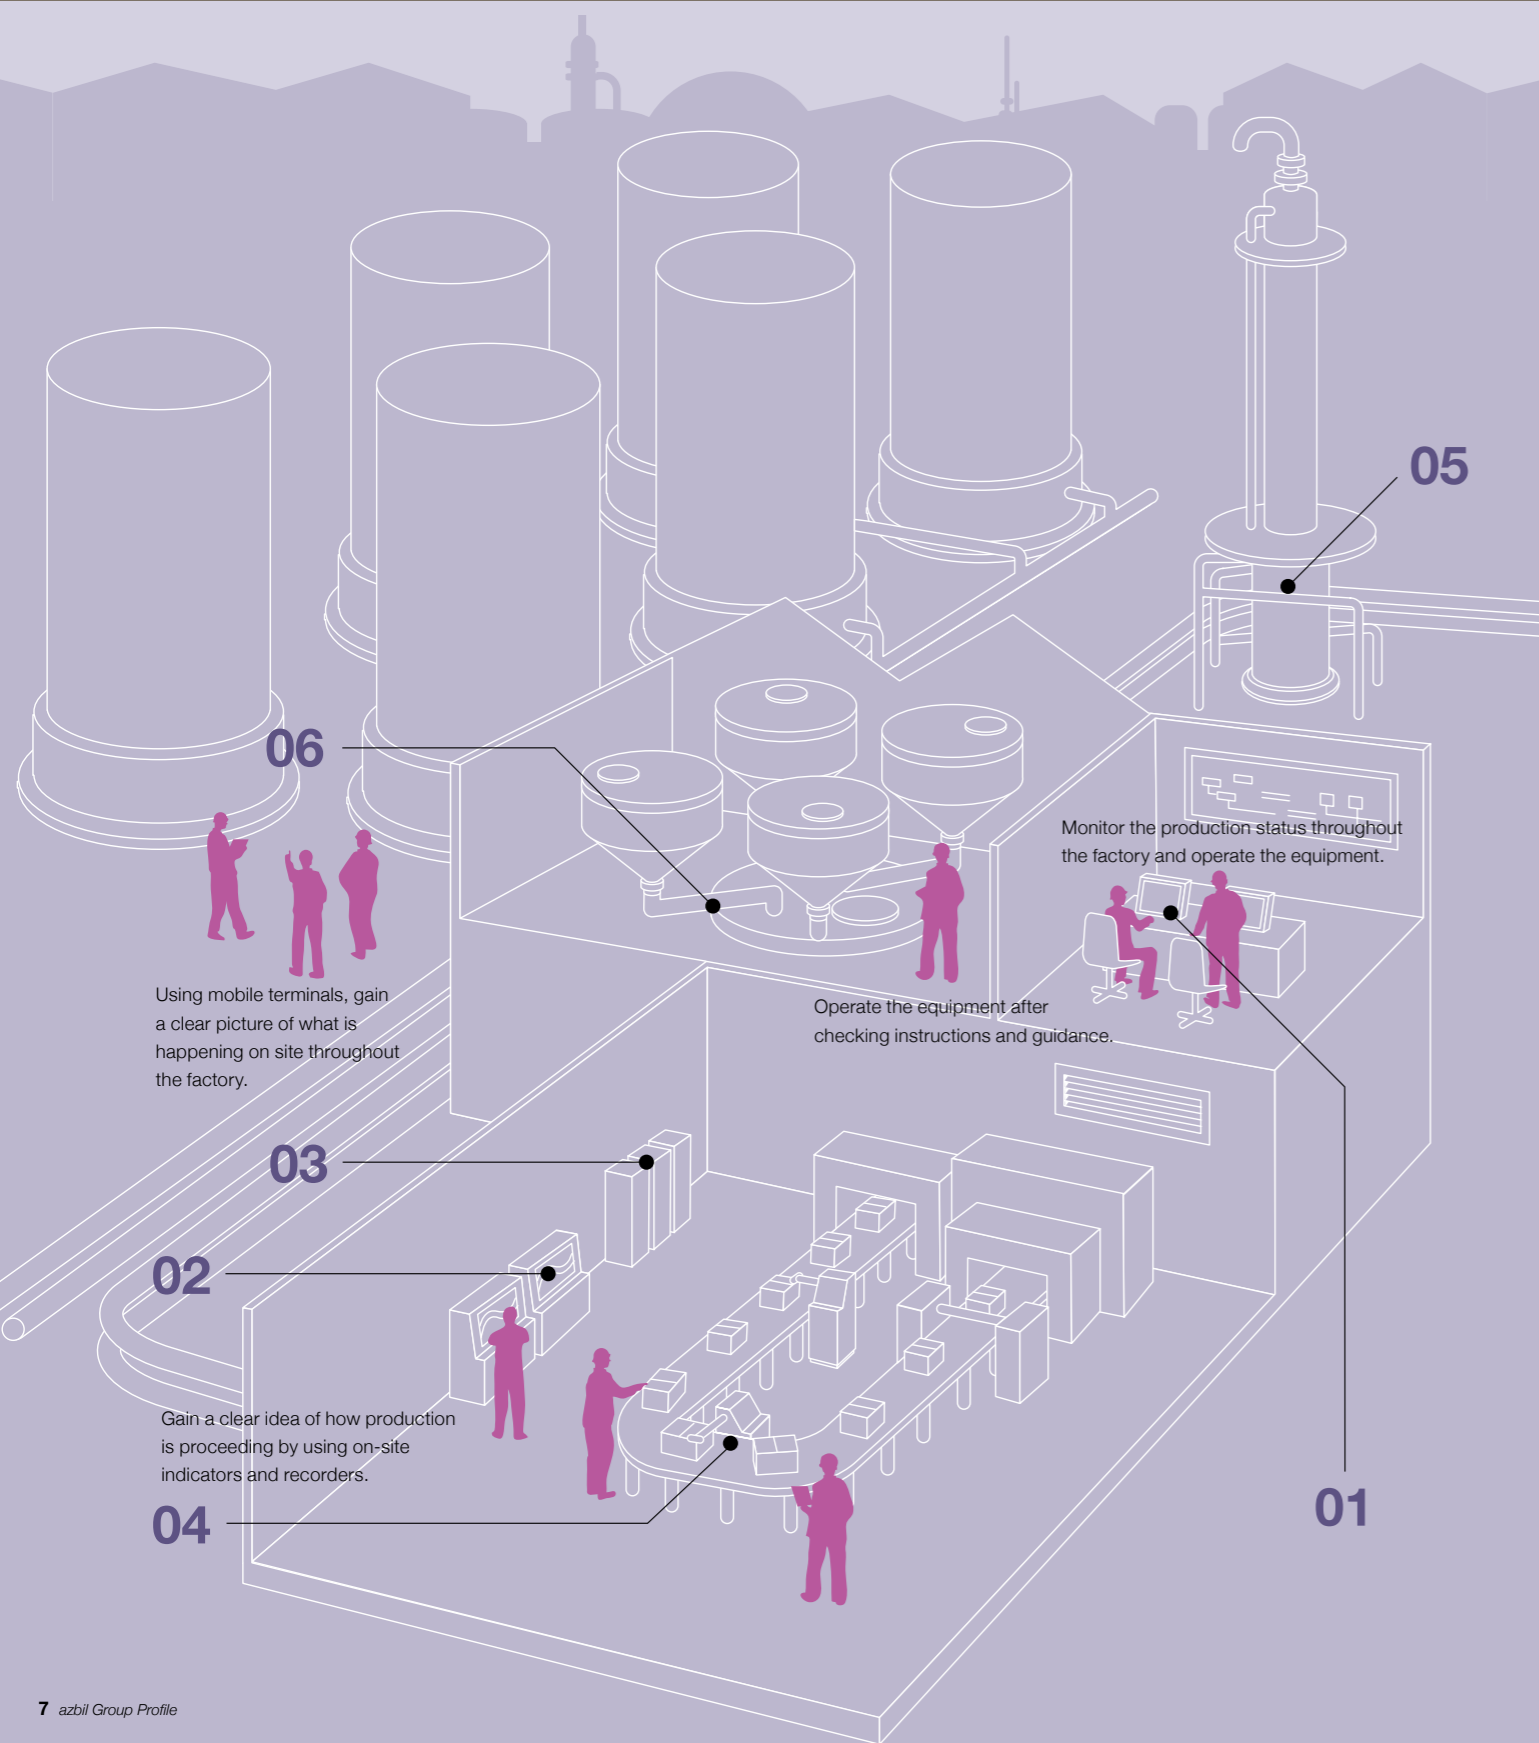 05
06
Monitor the production status throughout
the factory and operate the equipment.
Using mobile terminals, gain
a clear picture of what is
happening on site throughout
the factory.
Operate the equipment after
checking instructions and guidance.
03
02
Gain a clear idea of how production
is proceeding by using on-site
indicators and recorders.
04
01
7 azbil Group Profile